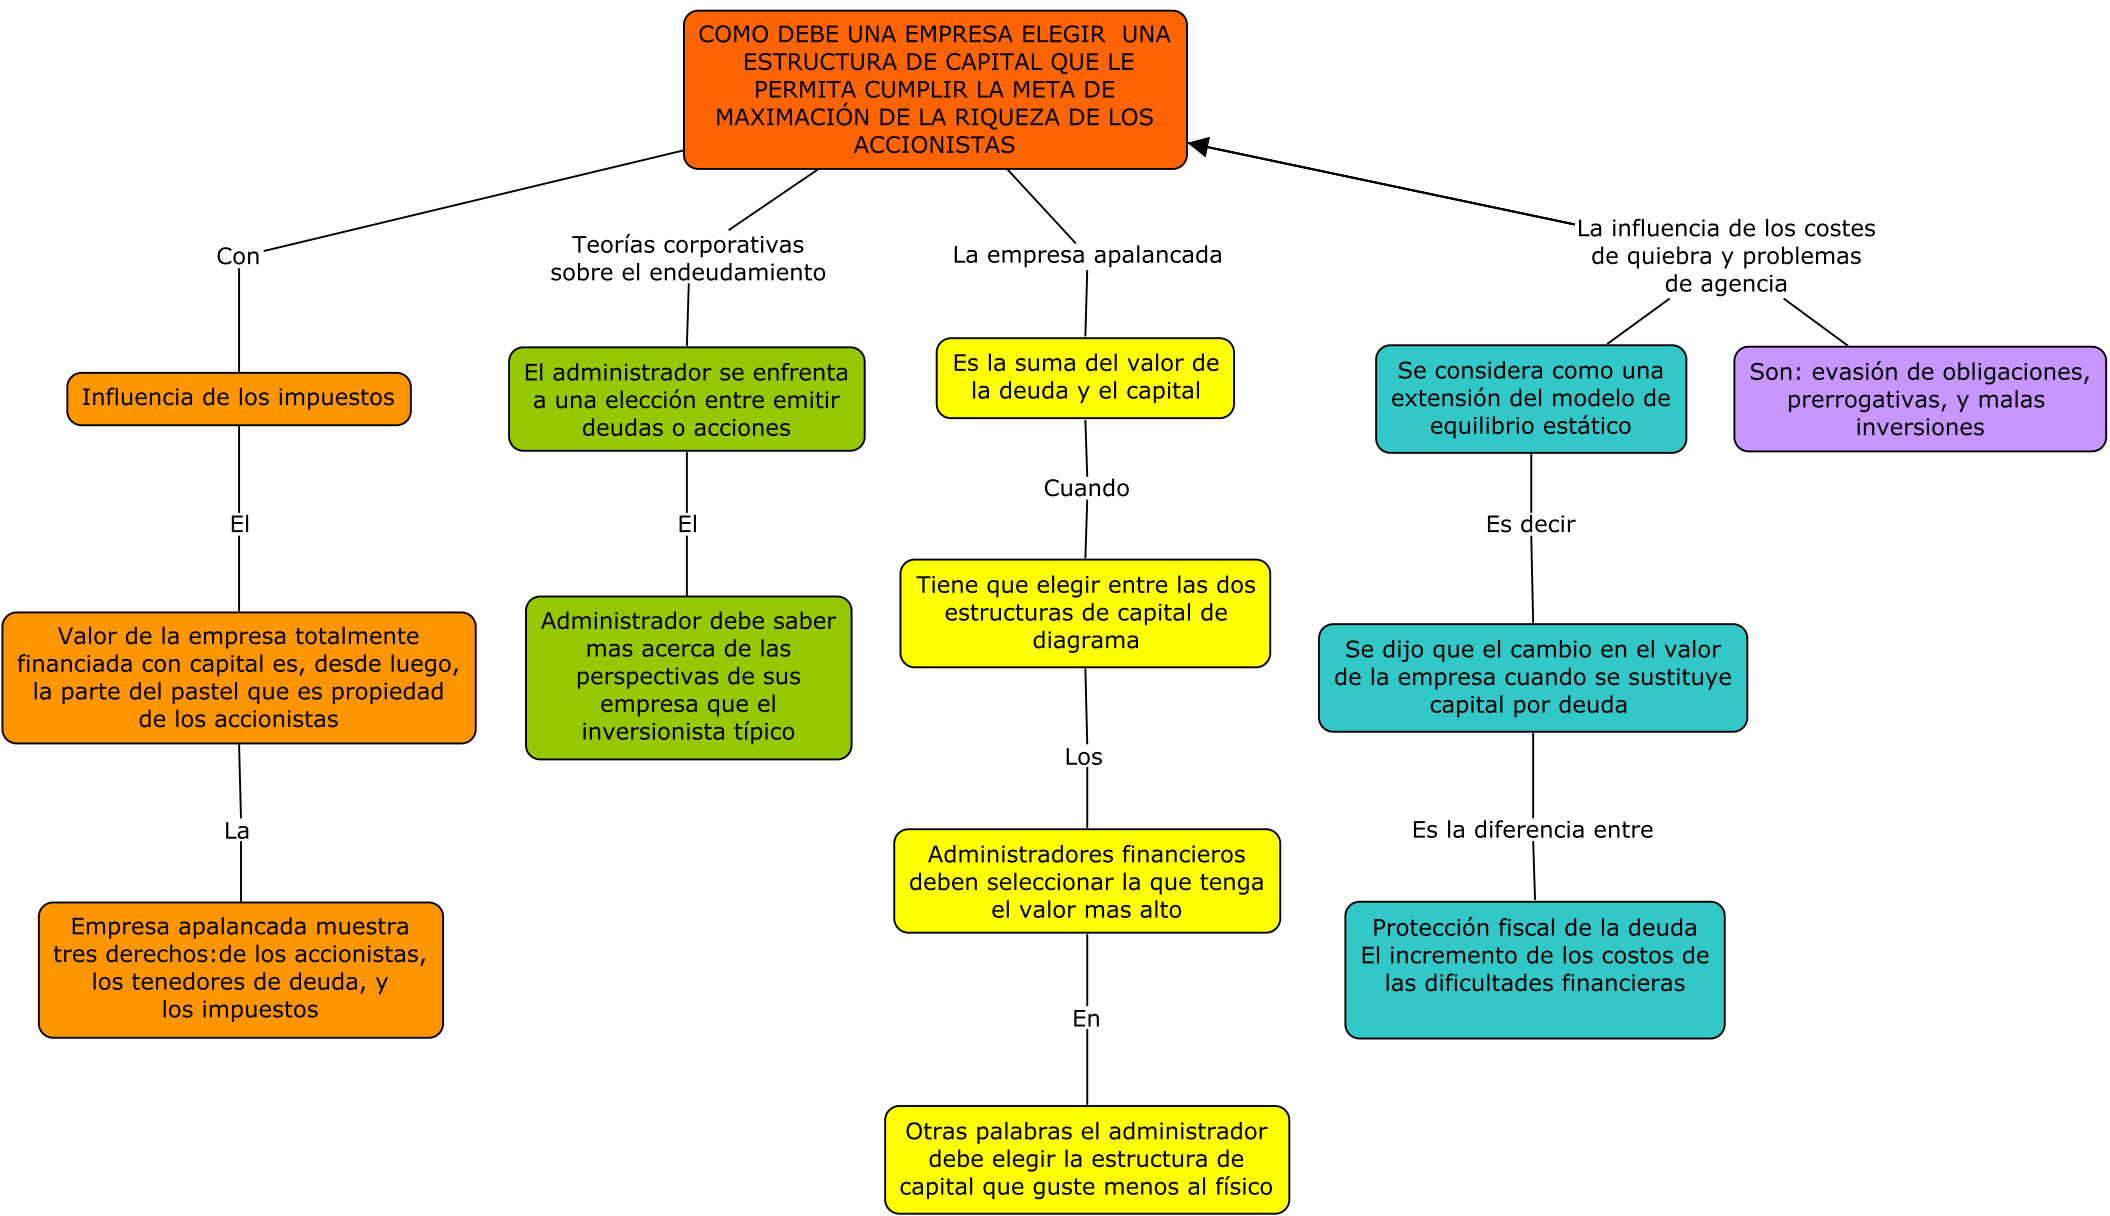 COMO DEBE UNA EMPRESA ELEGIR  UNA
ESTRUCTURA DE CAPITAL QUE LE
PERMITA CUMPLIR LA META DE
MAXIMACIÓN DE LA RIQUEZA DE LOS
ACCIONISTAS
Con
Influencia de los impuestos
El
Valor de la empresa totalmente
financiada con capital es, desde luego,
la parte del pastel que es propiedad
de los accionistas
La
Empresa apalancada muestra
tres derechos:de los accionistas,
los tenedores de deuda, y
los impuestos
Teorías corporativas
sobre el endeudamiento
El administrador se enfrenta
a una elección entre emitir
deudas o acciones
El
Administrador debe saber
mas acerca de las
perspectivas de sus
empresa que el
inversionista típico
La empresa apalancada
Es la suma del valor de
la deuda y el capital
Cuando
Tiene que elegir entre las dos
estructuras de capital de
diagrama
Los
Administradores financieros
deben seleccionar la que tenga
el valor mas alto
En
Otras palabras el administrador
debe elegir la estructura de
capital que guste menos al físico
La influencia de los costes
de quiebra y problemas
de agencia
Se considera como una
extensión del modelo de
equilibrio estático
Es decir
Se dijo que el cambio en el valor
de la empresa cuando se sustituye
capital por deuda
Es la diferencia entre
Protección fiscal de la deuda
El incremento de los costos de
las dificultades financieras
Son: evasión de obligaciones,
prerrogativas, y malas
inversiones